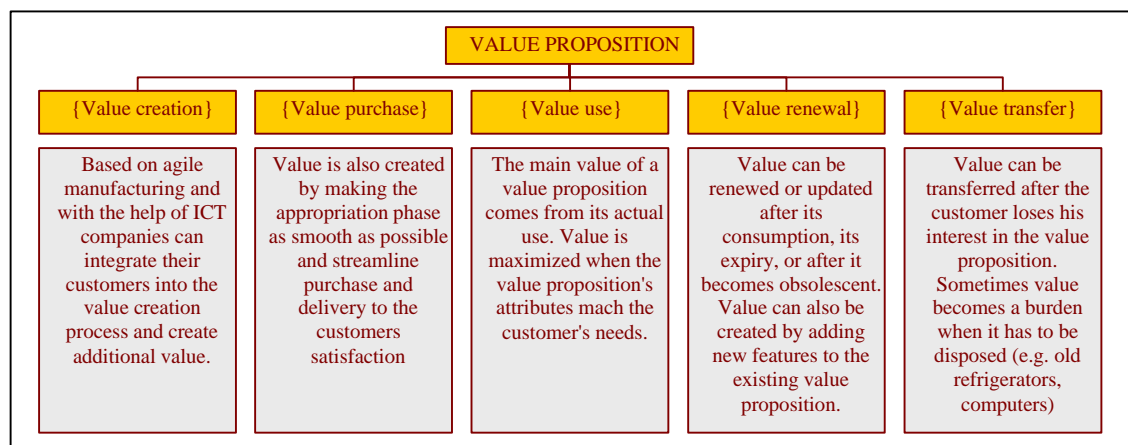 VALUE PROPOSITION
{Value creation}
Based on agile
manufacturing and
with the help of ICT
companies can
integrate their
customers into the
value creation
process and create
additional value.
{Value purchase}
Value is also created
by making the
appropriation phase
as smooth as possible
and streamline
purchase and
delivery to the
customers
satisfaction
{Value use}
The main value of a
value proposition
comes from its actual
use. Value is
maximized when the
value proposition's
attributes mach the
customer's needs.
{Value renewal}
Value can be
renewed or updated
after its
consumption, its
expiry, or after it
becomes obsolescent.
Value can also be
created by adding
new features to the
existing value
proposition.
{Value transfer}
Value can be
transferred after the
customer loses his
interest in the value
proposition.
Sometimes value
becomes a burden
when it has to be
disposed (e.g. old
refrigerators,
computers)